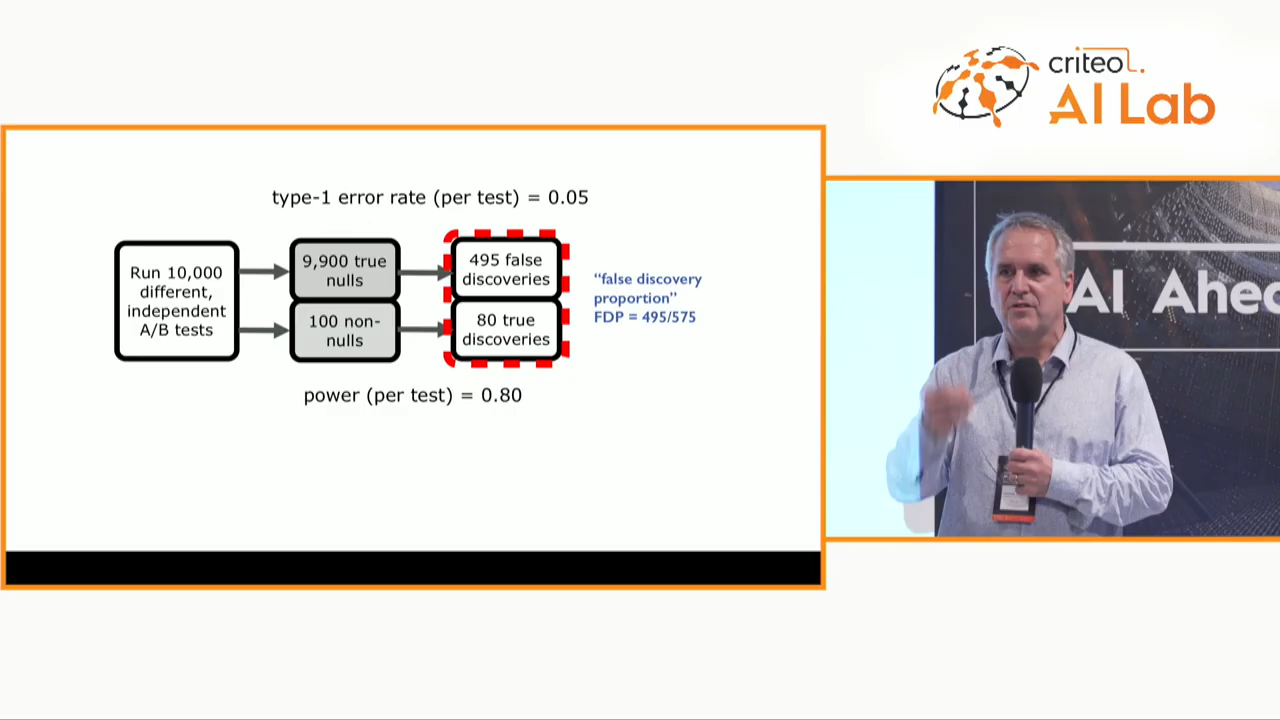 criteol.
AI Lab
type-1 error rate (per test) = 0.05
Run 10,000
different,
independent
A/B tests
9,900 true
nulls
100 non-
nulls
495 false
discoveries
80 true
discoveries
“false discovery
proportion”
FDP = 495/575
power (per test) = 0.80
AI Ahe